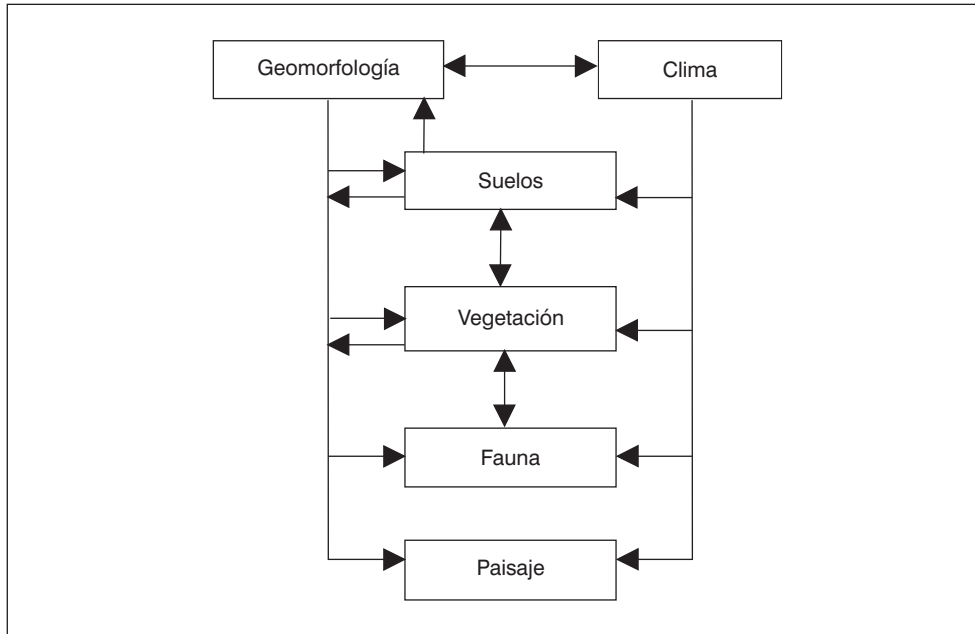 Geomorfología
Clima
Suelos
Vegetación
Fauna
Paisaje